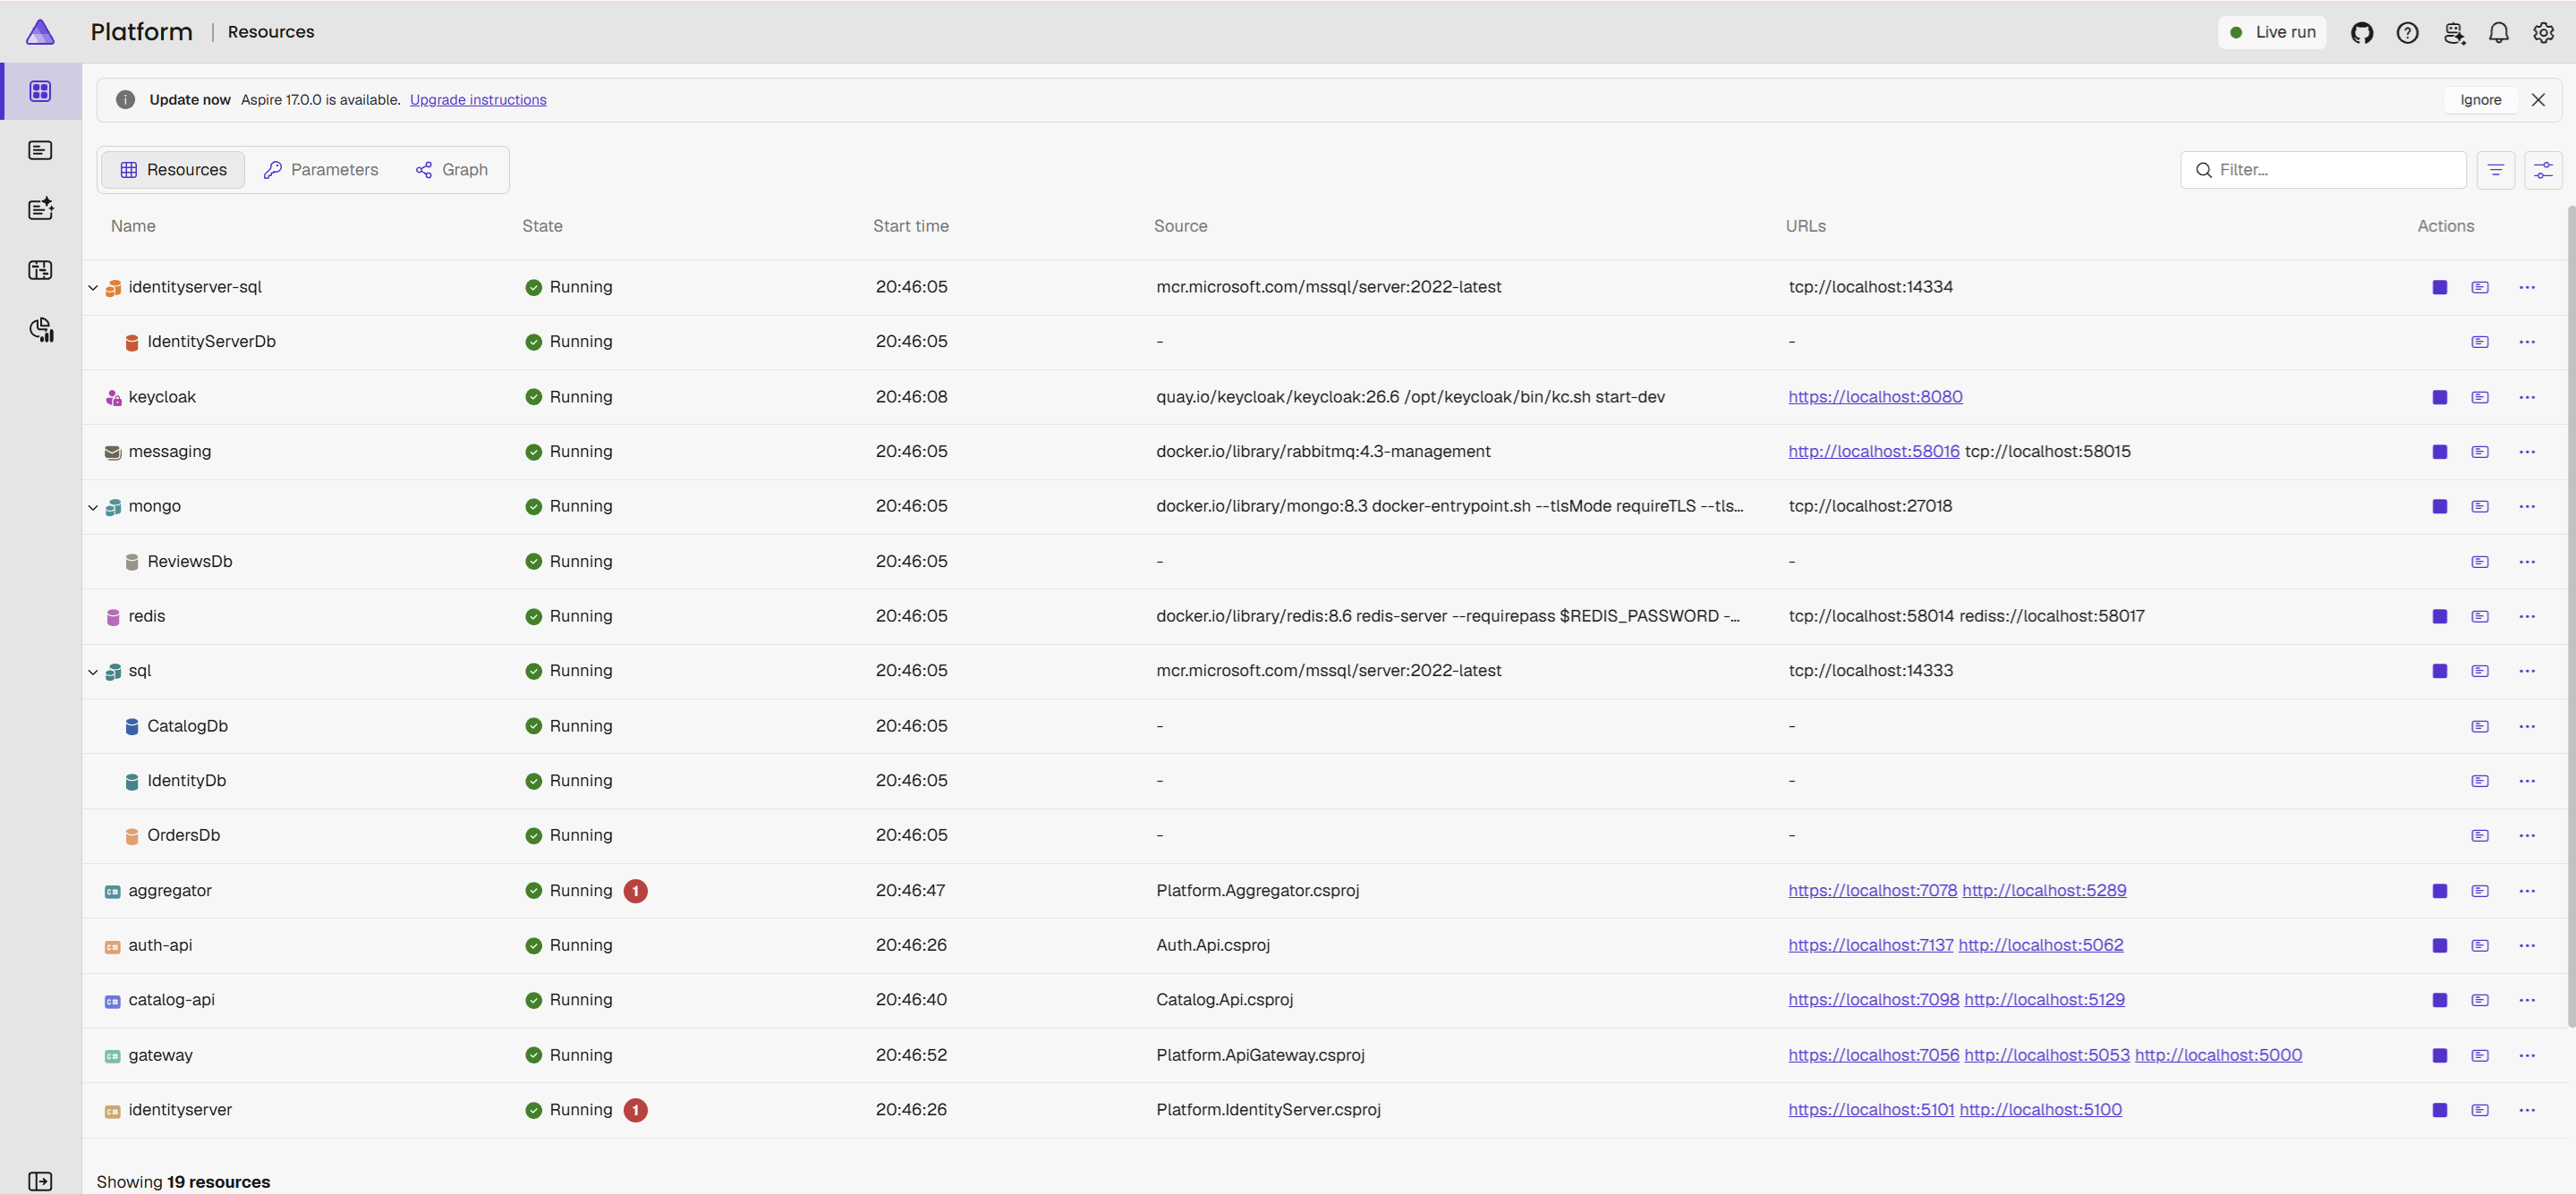 Platform | Resources Live run
Update now Aspire 17.0.0 is available. Upgrade instructions Ignore
Resources Parameters Graph Filter...
Name State Start time Source URLs Actions
identityserver-sql Running 20:46:05 mcr.microsoft.com/mssql/server:2022-latest tcp://localhost:14334
IdentityServerDb Running 20:46:05 - -
keycloak Running 20:46:08 quay.io/keycloak/keycloak:26.6 /opt/keycloak/bin/kc.sh start-dev https://localhost:8080
messaging Running 20:46:05 docker.io/library/rabbitmq:4.3-management http://localhost:58016 tcp://localhost:58015
mongo Running 20:46:05 docker.io/library/mongo:8.3 docker-entrypoint.sh --tlsMode requireTLS --tls... tcp://localhost:27018
ReviewsDb Running 20:46:05 - -
redis Running 20:46:05 docker.io/library/redis:8.6 redis-server --requirepass $REDIS_PASSWORD -... tcp://localhost:58014 rediss://localhost:58017
sql Running 20:46:05 mcr.microsoft.com/mssql/server:2022-latest tcp://localhost:14333
CatalogDb Running 20:46:05 - -
IdentityDb Running 20:46:05 - -
OrdersDb Running 20:46:05 - -
aggregator Running 1 20:46:47 Platform.Aggregator.csproj https://localhost:7078 http://localhost:5289
auth-api Running 20:46:26 Auth.Api.csproj https://localhost:7137 http://localhost:5062
catalog-api Running 20:46:40 Catalog.Api.csproj https://localhost:7098 http://localhost:5129
gateway Running 20:46:52 Platform.ApiGateway.csproj https://localhost:7056 http://localhost:5053 http://localhost:5000
identityserver Running 1 20:46:26 Platform.IdentityServer.csproj https://localhost:5101 http://localhost:5100
Showing 19 resources